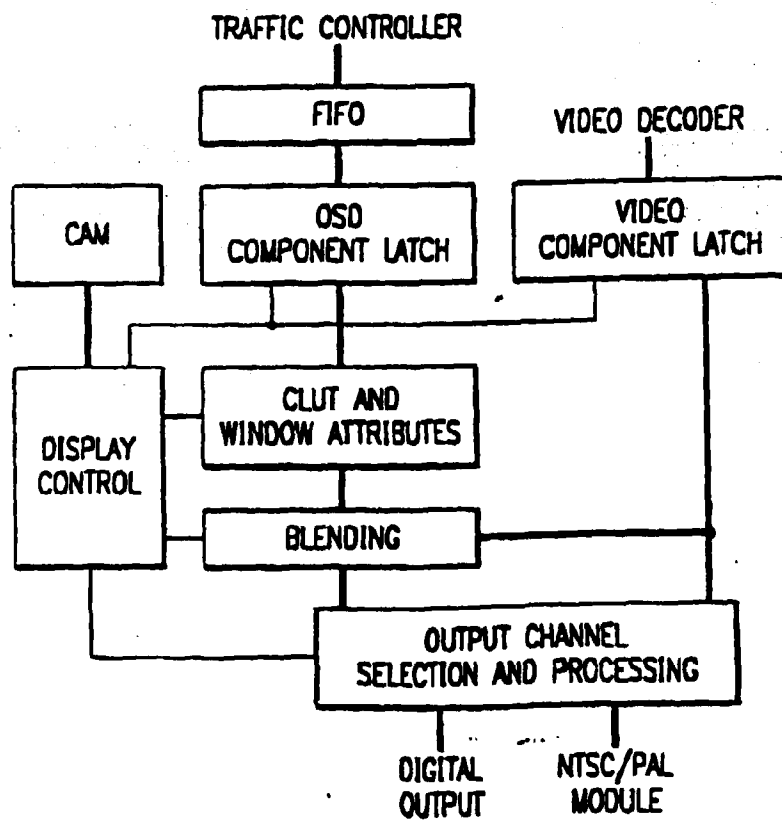 TRAFFIC CONTROLLER
FIFO
VIDEO DECODER
CAM
OSD
COMPONENT LATCH
VIDEO
COMPONENT LATCH
DISPLAY
CONTROL
CLUT AND
WINDOW ATTRIBUTES
BLENDING
OUTPUT CHANNEL
SELECTION AND PROCESSING
DIGITAL
OUTPUT
NTSC/PAL
MODULE